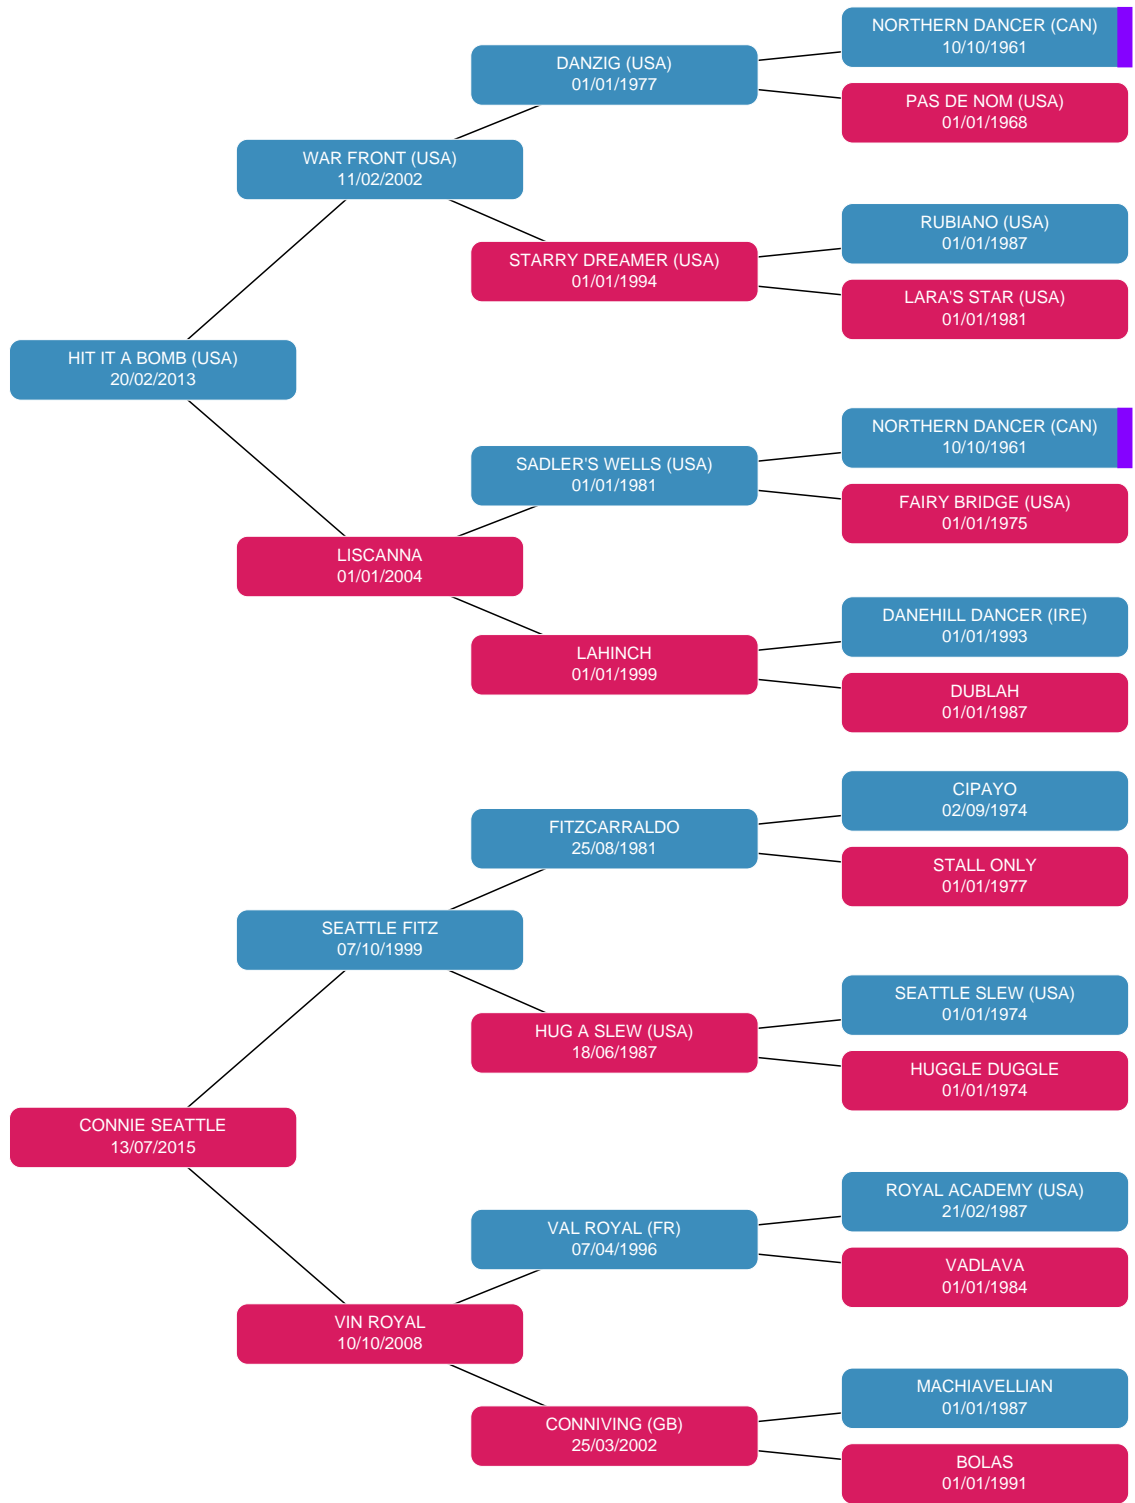 NORTHERN DANCER (CAN)
10/10/1961
DANZIG (USA)
01/01/1977
PAS DE NOM (USA)
01/01/1968
WAR FRONT (USA)
11/02/2002
RUBIANO (USA)
01/01/1987
STARRY DREAMER (USA)
01/01/1994
LARA'S STAR (USA)
01/01/1981
HIT IT A BOMB (USA)
20/02/2013
NORTHERN DANCER (CAN)
10/10/1961
SADLER'S WELLS (USA)
01/01/1981
FAIRY BRIDGE (USA)
01/01/1975
LISCANNA
01/01/2004
DANEHILL DANCER (IRE)
01/01/1993
LAHINCH
01/01/1999
DUBLAH
01/01/1987
CIPAYO
02/09/1974
FITZCARRALDO
25/08/1981
STALL ONLY
01/01/1977
SEATTLE FITZ
07/10/1999
SEATTLE SLEW (USA)
01/01/1974
HUG A SLEW (USA)
18/06/1987
HUGGLE DUGGLE
01/01/1974
CONNIE SEATTLE
13/07/2015
ROYAL ACADEMY (USA)
21/02/1987
VAL ROYAL (FR)
07/04/1996
VADLAVA
01/01/1984
VIN ROYAL
10/10/2008
MACHIAVELLIAN
01/01/1987
CONNIVING (GB)
25/03/2002
BOLAS
01/01/1991